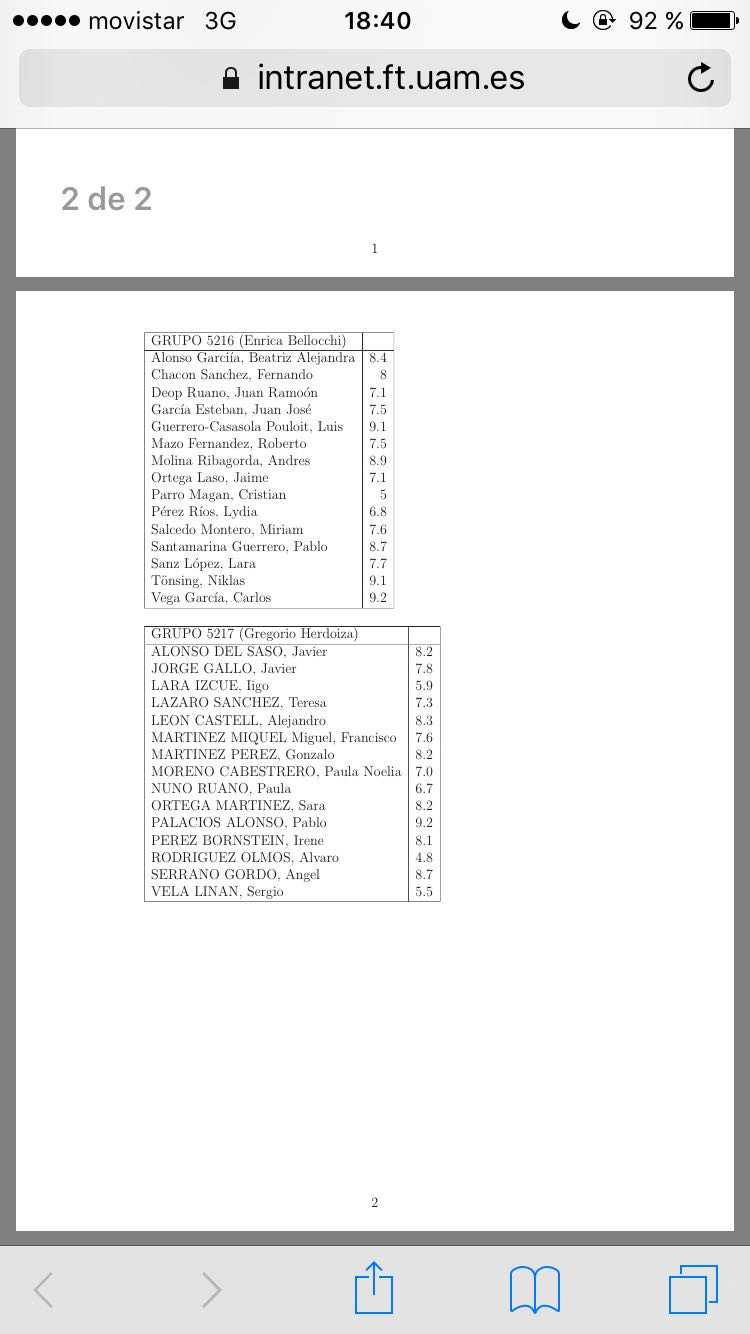 movistar 3G 18:40 92 %
intranet.ft.uam.es
2 de 2
1
GRUPO 5216 (Enrica Bellocchi)
Alonso Garciía, Beatriz Alejandra 8.4
Chacon Sanchez, Fernando 8
Deop Ruano, Juan Ramoón 7.1
García Esteban, Juan José 7.5
Guerrero-Casasola Pouloit, Luis 9.1
Mazo Fernandez, Roberto 7.5
Molina Ribagorda, Andres 8.9
Ortega Laso, Jaime 7.1
Parro Magan, Cristian 5
Pérez Ríos, Lydia 6.8
Salcedo Montero, Miriam 7.6
Santamarina Guerrero, Pablo 8.7
Sanz López, Lara 7.7
Tönsing, Niklas 9.1
Vega García, Carlos 9.2
GRUPO 5217 (Gregorio Herdoiza)
ALONSO DEL SASO, Javier 8.2
JORGE GALLO, Javier 7.8
LARA IZCUE, Iigo 5.9
LAZARO SANCHEZ, Teresa 7.3
LEON CASTELL, Alejandro 8.3
MARTINEZ MIQUEL Miguel, Francisco 7.6
MARTINEZ PEREZ, Gonzalo 8.2
MORENO CABESTRERO, Paula Noelia 7.0
NUNO RUANO, Paula 6.7
ORTEGA MARTINEZ, Sara 8.2
PALACIOS ALONSO, Pablo 9.2
PEREZ BORNSTEIN, Irene 8.1
RODRIGUEZ OLMOS, Alvaro 4.8
SERRANO GORDO, Angel 8.7
VELA LINAN, Sergio 5.5
2